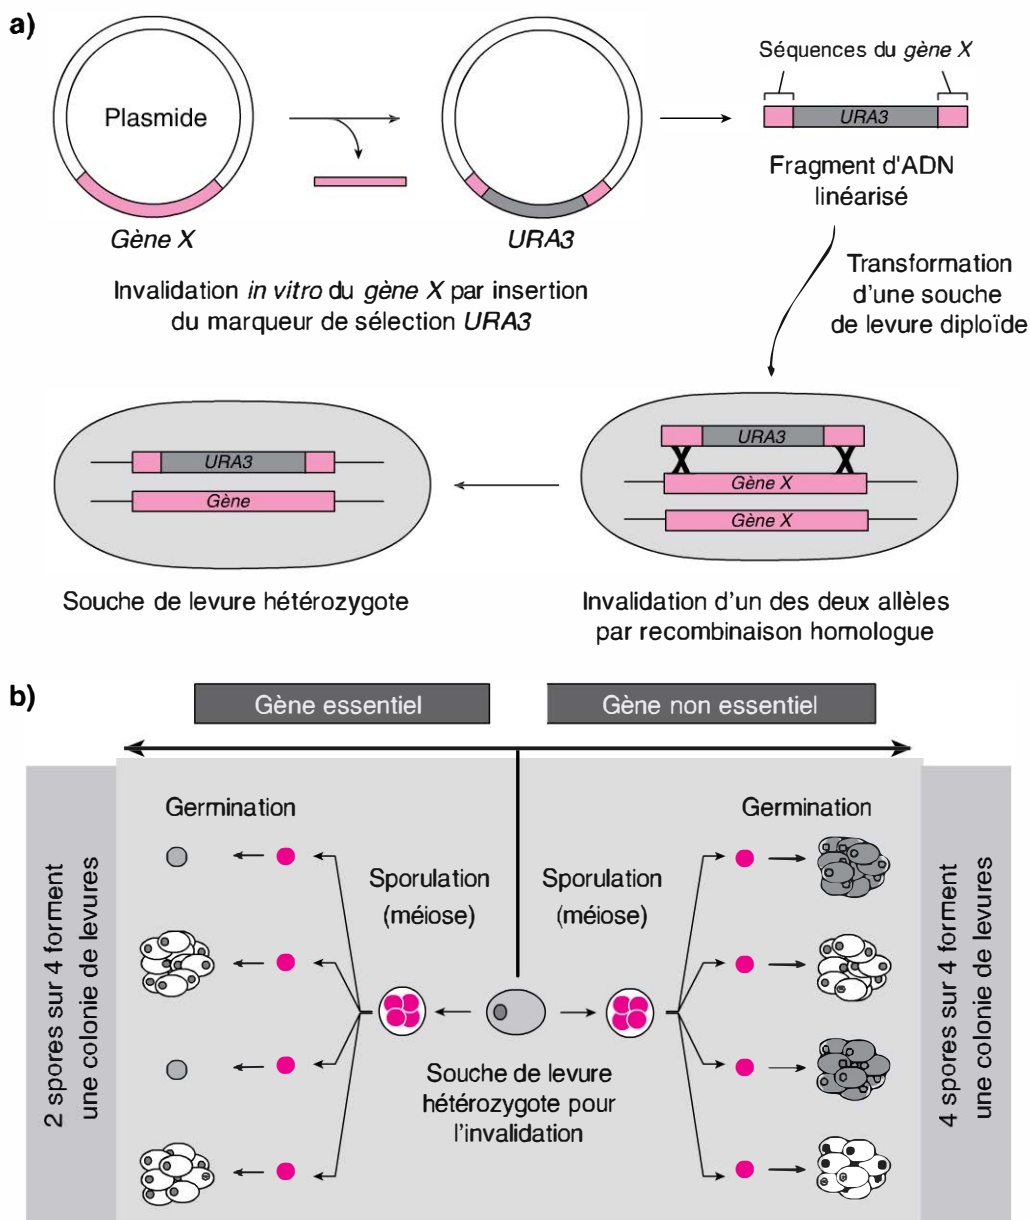 a)
Plasmide
Gène X
URA3
Séquences du gène X
URA3
Fragment d'ADN
linéarisé
Invalidation in vitro du gène X par insertion
du marqueur de sélection URA3
Transformation
d'une souche
de levure diploïde
URA3
Gène
URA3
Gène X
Gène X
Souche de levure hétérozygote
Invalidation d'un des deux allèles
par recombinaison homologue
b)
Gène essentiel
Gène non essentiel
2 spores sur 4 forment
une colonie de levures
Germination
Sporulation
(méiose)
Sporulation
(méiose)
Germination
Souche de levure
hétérozygote pour
l'invalidation
4 spores sur 4 forment
une colonie de levures